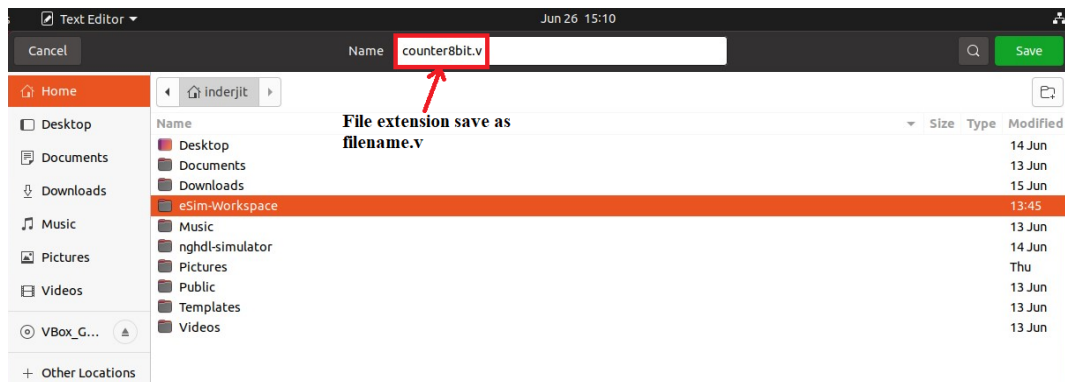 Text Editor
Jun 26 15:10
Cancel
Name counter8bit.v
Save
Home
inderjit
Desktop
File extension save as
filename.v
Name Size Type Modified
Desktop 14 Jun
Documents
Documents 13 Jun
Downloads
Downloads 15 Jun
eSim-Workspace 13:45
Music
Music 13 Jun
nghdl-simulator 14 Jun
Pictures
Pictures Thu
Videos
Public 13 Jun
Templates 13 Jun
VBox_G...
Videos 13 Jun
+ Other Locations